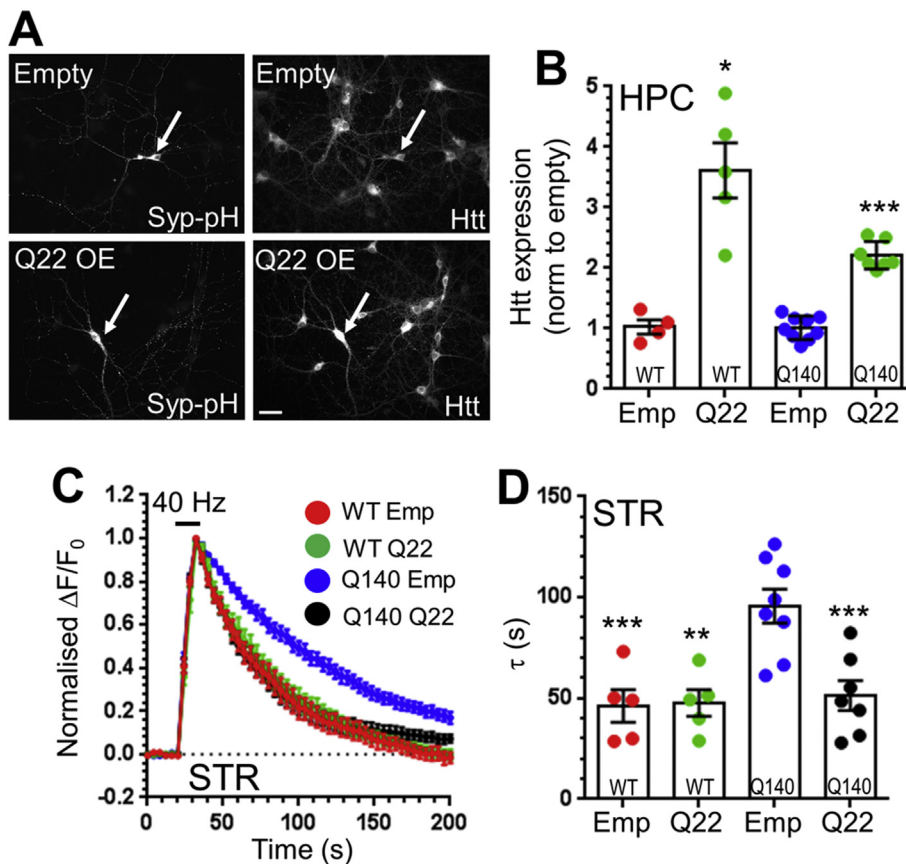 A
Empty
Syp-pH
Empty
Htt
Q22 OE
Syp-pH
Q22 OE
Htt
B
HPC
Htt expression
(norm to empty)
5
4
3
2
1
0
*
***
WT
WT
Q140
Q140
Emp
Q22
Emp
Q22
C
40 Hz
WT Emp
WT Q22
Q140 Emp
Q140 Q22
Normalised ΔF/F₀
1.2
1.0
0.8
0.6
0.4
0.2
0.0
-0.2
STR
0
50
100
150
200
Time (s)
D
STR
τ (s)
150
100
50
0
***
**
***
WT
WT
Q140
Q140
Emp
Q22
Emp
Q22